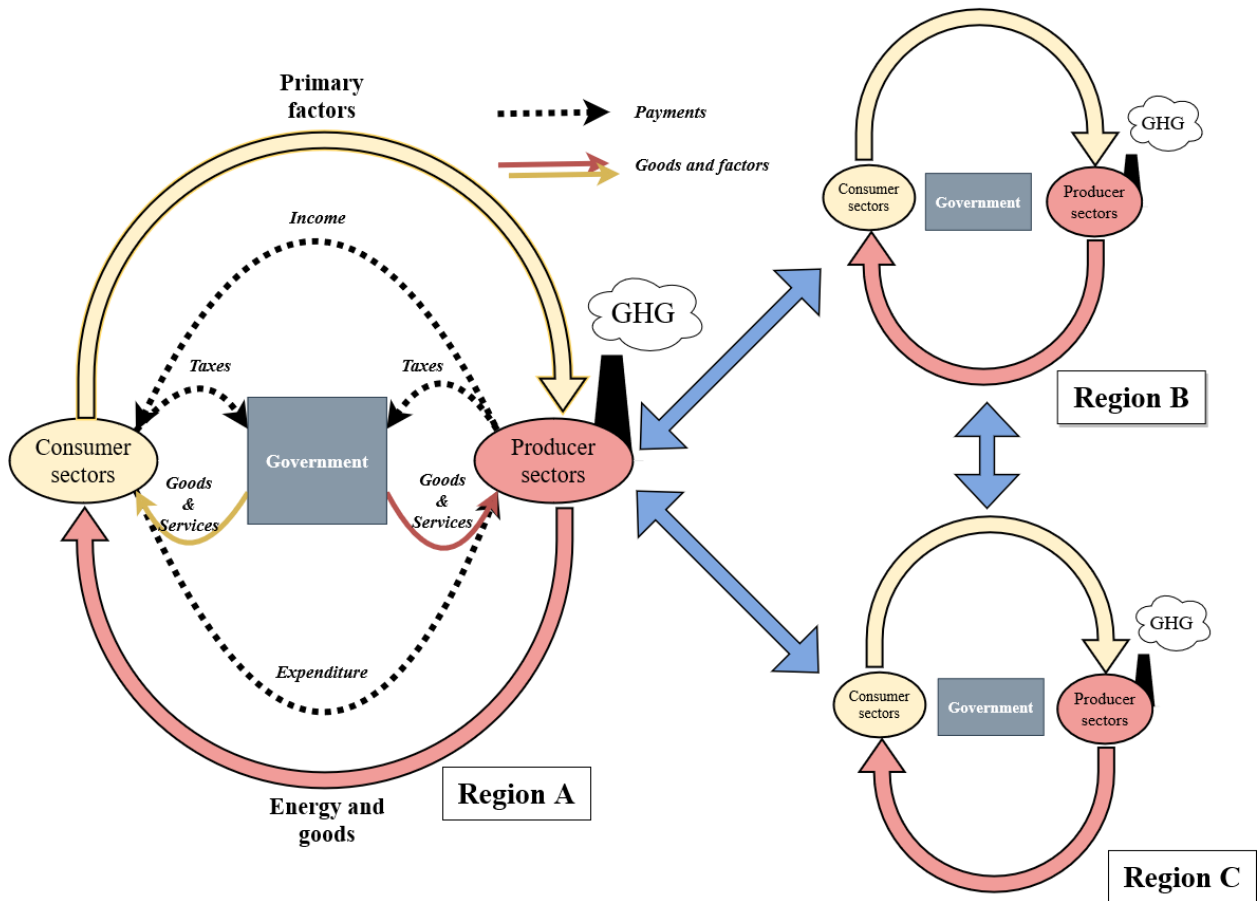 Primary
factors
Payments
Goods and factors
Income
GHG
Taxes
Taxes
Consumer
sectors
Government
Producer
sectors
Goods
&
Services
Goods
&
Services
Expenditure
Energy and
goods
Region A
GHG
Consumer
sectors
Government
Producer
sectors
Region B
GHG
Consumer
sectors
Government
Producer
sectors
Region C